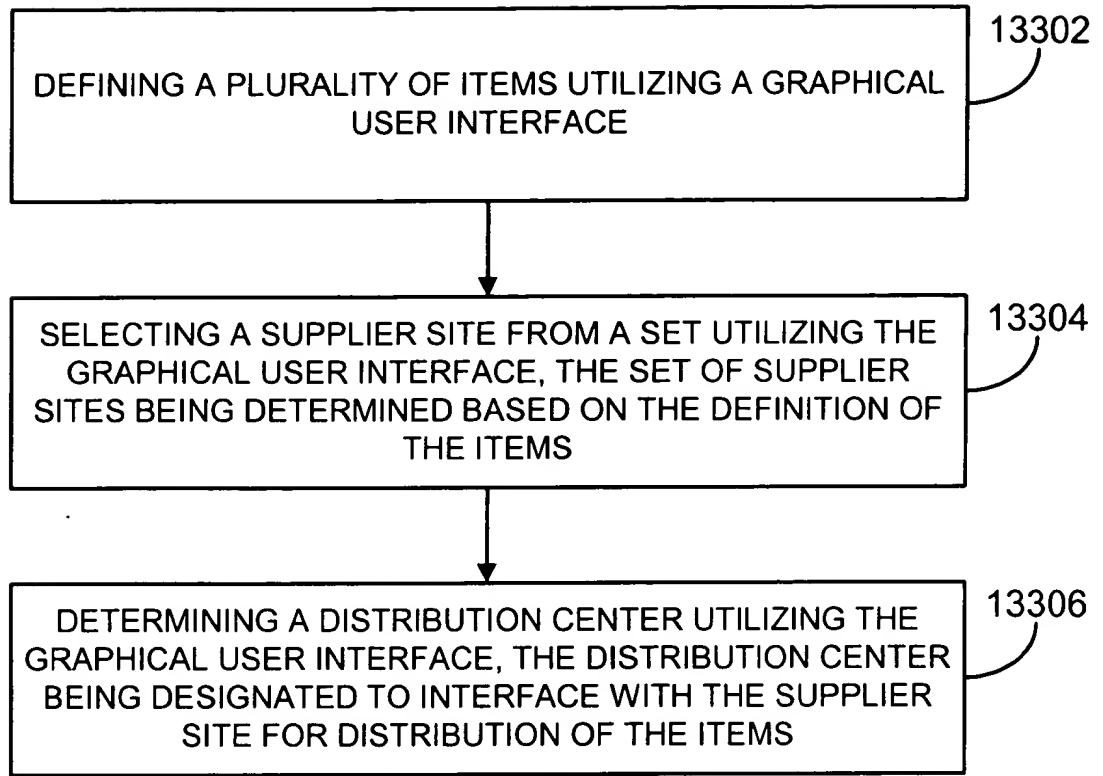 13302
DEFINING A PLURALITY OF ITEMS UTILIZING A GRAPHICAL
USER INTERFACE
13304
SELECTING A SUPPLIER SITE FROM A SET UTILIZING THE
GRAPHICAL USER INTERFACE, THE SET OF SUPPLIER
SITES BEING DETERMINED BASED ON THE DEFINITION OF
THE ITEMS
13306
DETERMINING A DISTRIBUTION CENTER UTILIZING THE
GRAPHICAL USER INTERFACE, THE DISTRIBUTION CENTER
BEING DESIGNATED TO INTERFACE WITH THE SUPPLIER
SITE FOR DISTRIBUTION OF THE ITEMS